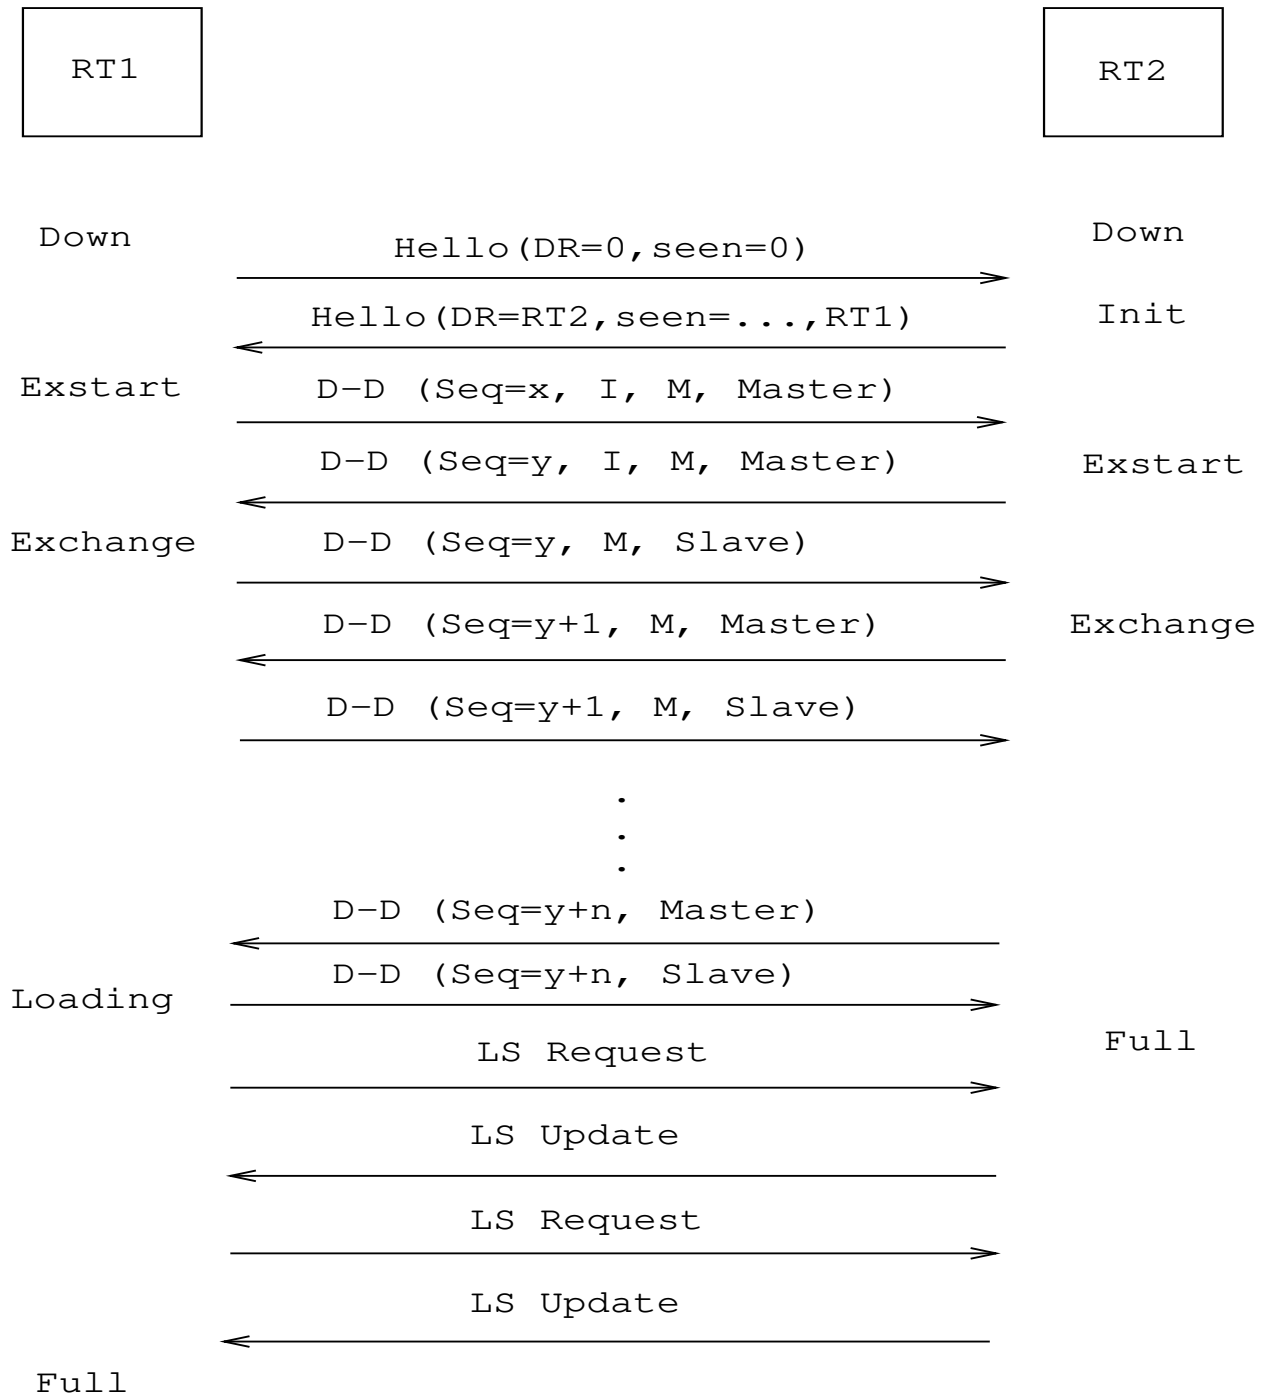 RT1
RT2
Down
Hello(DR=0,seen=0)
Down
Hello(DR=RT2,seen=...,RT1)
Init
Exstart
D-D (Seq=x, I, M, Master)
D-D (Seq=y, I, M, Master)
Exstart
Exchange
D-D (Seq=y, M, Slave)
D-D (Seq=y+1, M, Master)
Exchange
D-D (Seq=y+1, M, Slave)
.
.
.
D-D (Seq=y+n, Master)
D-D (Seq=y+n, Slave)
Loading
LS Request
Full
LS Update
LS Request
LS Update
Full